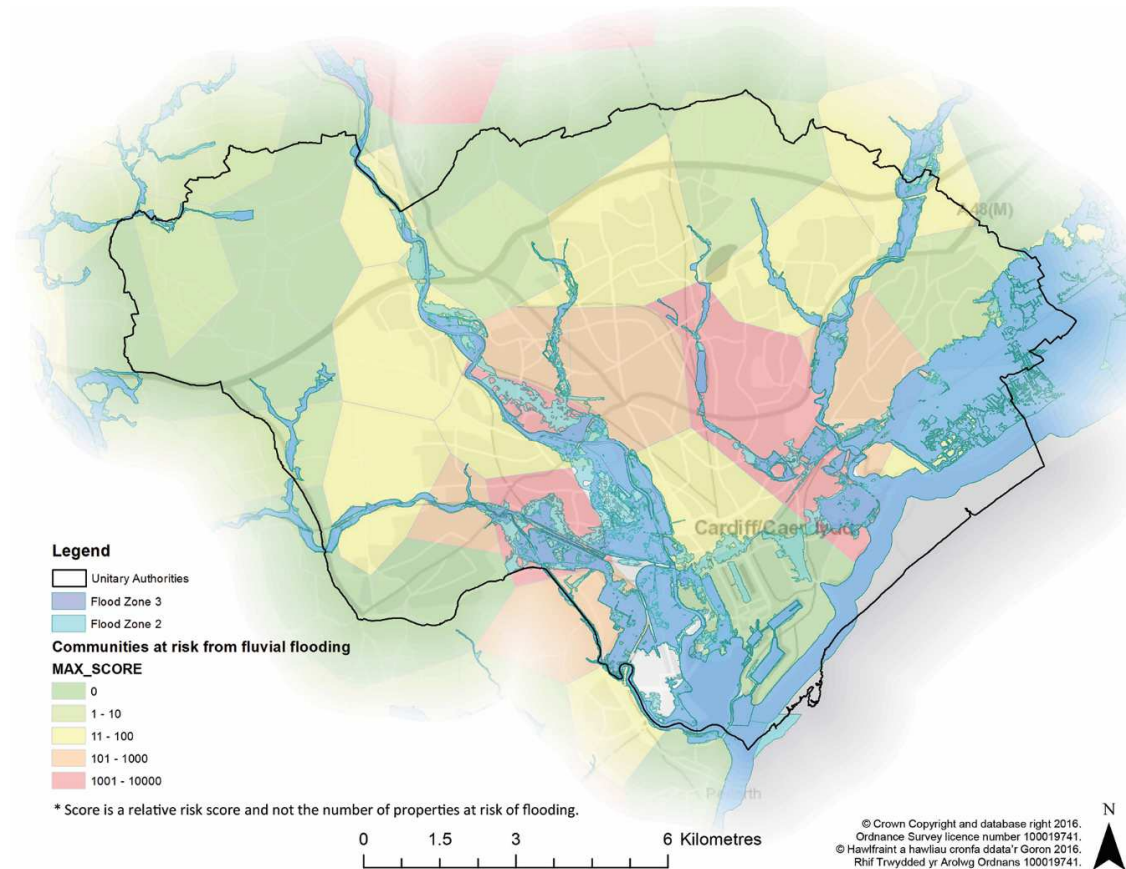 A48(M)
Cardiff/Caer dydd
Legend
Unitary Authorities
Flood Zone 3
Flood Zone 2
Communities at risk from fluvial flooding
MAX_SCORE
0
1 - 10
11 - 100
101 - 1000
1001 - 10000
* Score is a relative risk score and not the number of properties at risk of flooding.
0 1.5 3 6 Kilometres
© Crown Copyright and database right 2016.
Ordnance Survey licence number 100019741.
© Hawlfraint a hawliau cronfa ddata'r Goron 2016.
Rhif Trwydded yr Arolwg Ordnans 100019741.
N